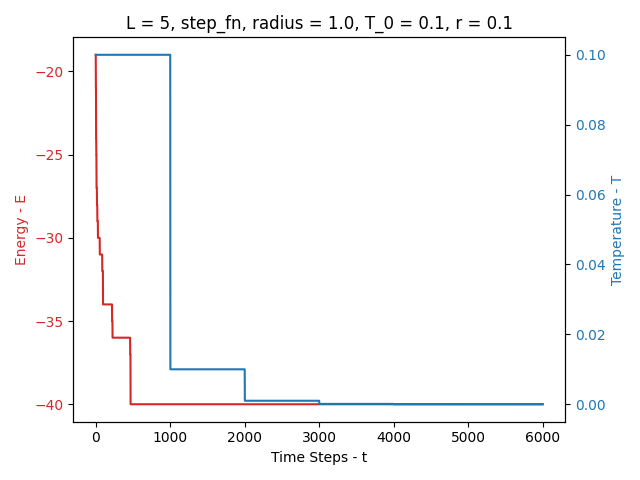 L = 5, step_fn, radius = 1.0, T_0 = 0.1, r = 0.1
Energy - E
−20
−25
−30
−35
−40
0.10
0.08
0.06
0.04
0.02
0.00
Temperature - T
0 1000 2000 3000 4000 5000 6000
Time Steps - t